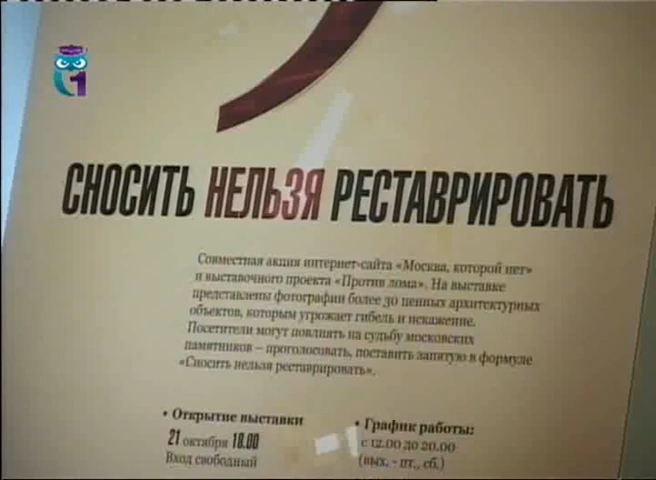 СНОСИТЬ НЕЛЬЗЯ РЕСТАВРИРОВАТЬ
Совместная акция интернет-сайта «Москва, которой нет»
и выставочного проекта «Против лома». На выставке
представлены фотографии более 30 ценных архитектурных
объектов, которым угрожает гибель и искажение.
Посетители могут повлиять на судьбу московских
памятников – проголосовать, поставить запятую в формуле
«Сносить нельзя реставрировать».
• Открытие выставки
21 октября 18.00
Вход свободный
• График работы:
с 12.00 до 20.00
(вых. - пт., сб.)
1